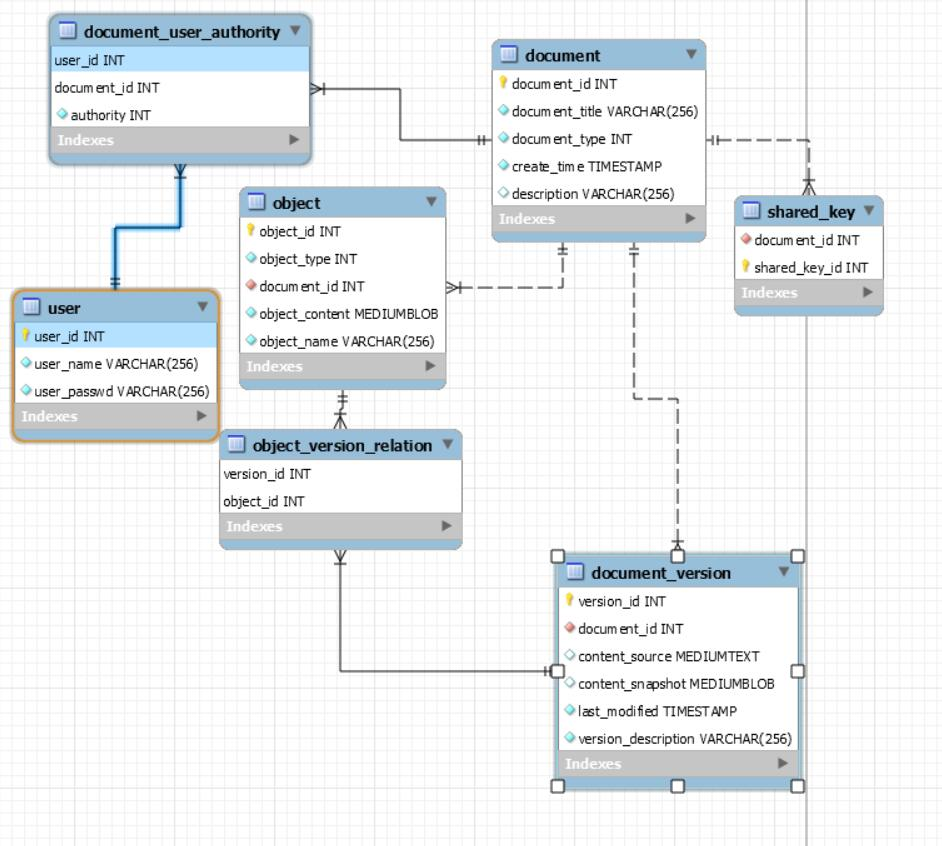 document_user_authority
user_id INT
document_id INT
authority INT
Indexes
document
document_id INT
document_title VARCHAR(256)
document_type INT
create_time TIMESTAMP
description VARCHAR(256)
Indexes
shared_key
document_id INT
shared_key_id INT
Indexes
object
object_id INT
object_type INT
document_id INT
object_content MEDIUMBLOB
object_name VARCHAR(256)
Indexes
user
user_id INT
user_name VARCHAR(256)
user_passwd VARCHAR(256)
Indexes
object_version_relation
version_id INT
object_id INT
Indexes
document_version
version_id INT
document_id INT
content_source MEDIUMTEXT
content_snapshot MEDIUMBLOB
last_modified TIMESTAMP
version_description VARCHAR(256)
Indexes